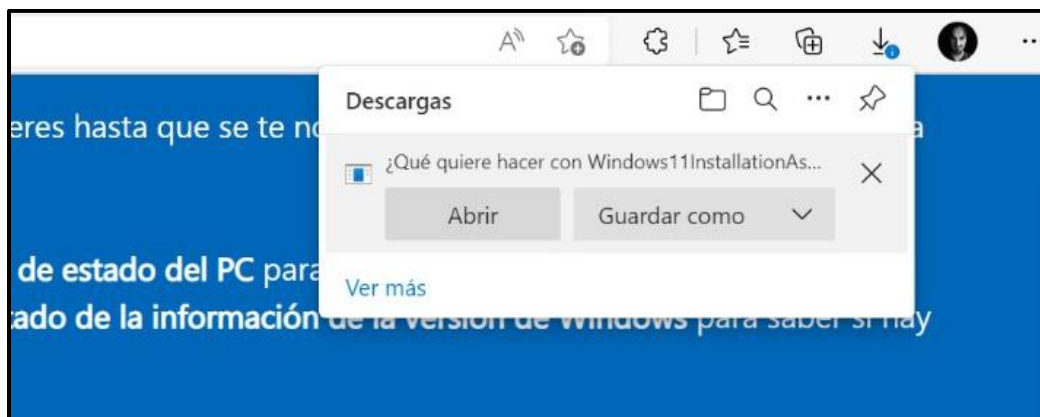 Descargas
eres hasta que se te no
¿Qué quiere hacer con Windows11InstallationAs...
Abrir
Guardar como
de estado del PC para
Ver más
tado de la información de la versión de Windows para saber si hay